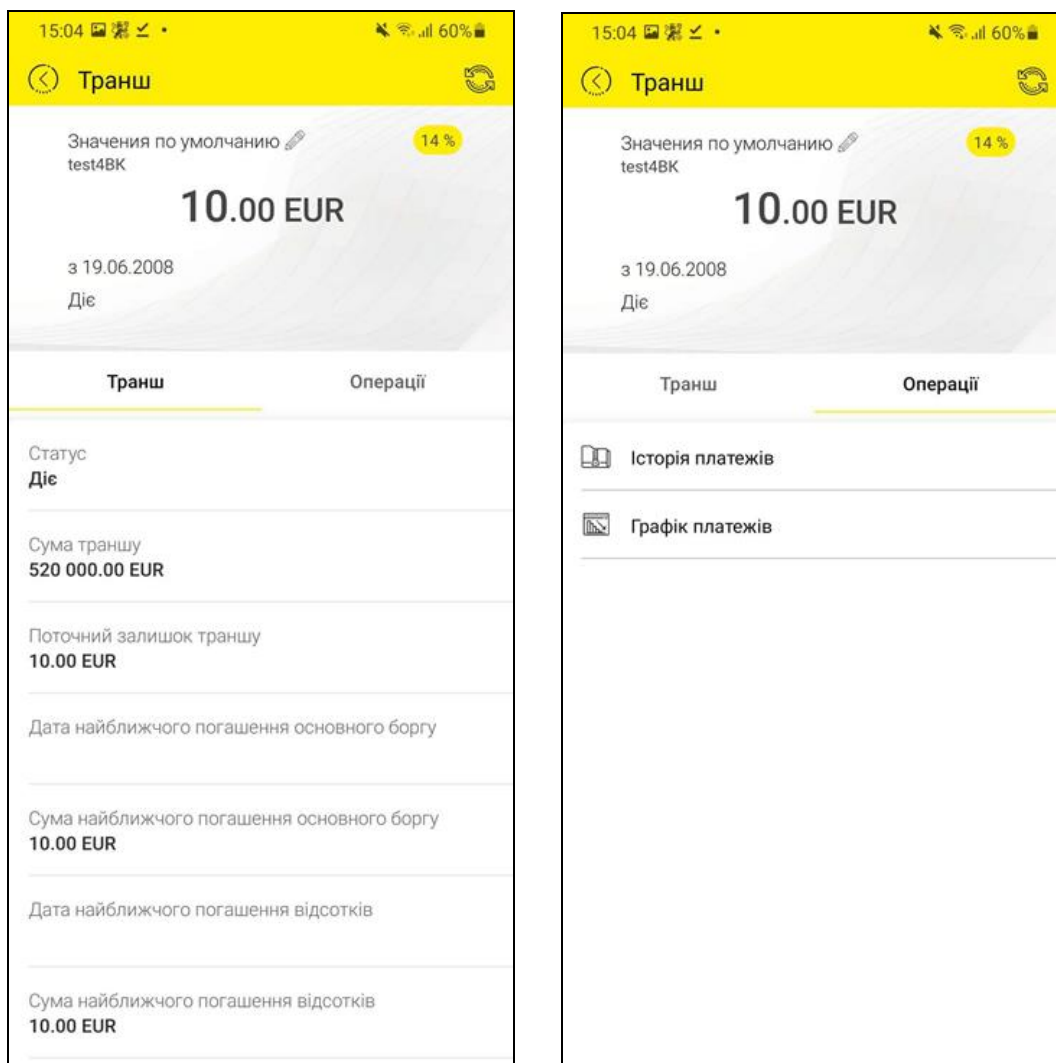 15:04
60%
Транш
Значения по умолчанию
14 %
test4BK
10.00 EUR
з 19.06.2008
Діє
Транш
Операції
Статус
Діє
Сума траншу
520 000.00 EUR
Поточний залишок траншу
10.00 EUR
Дата найближчого погашення основного боргу
Сума найближчого погашення основного боргу
10.00 EUR
Дата найближчого погашення відсотків
Сума найближчого погашення відсотків
10.00 EUR
15:04
60%
Транш
Значения по умолчанию
14 %
test4BK
10.00 EUR
з 19.06.2008
Діє
Транш
Операції
Історія платежів
Графік платежів